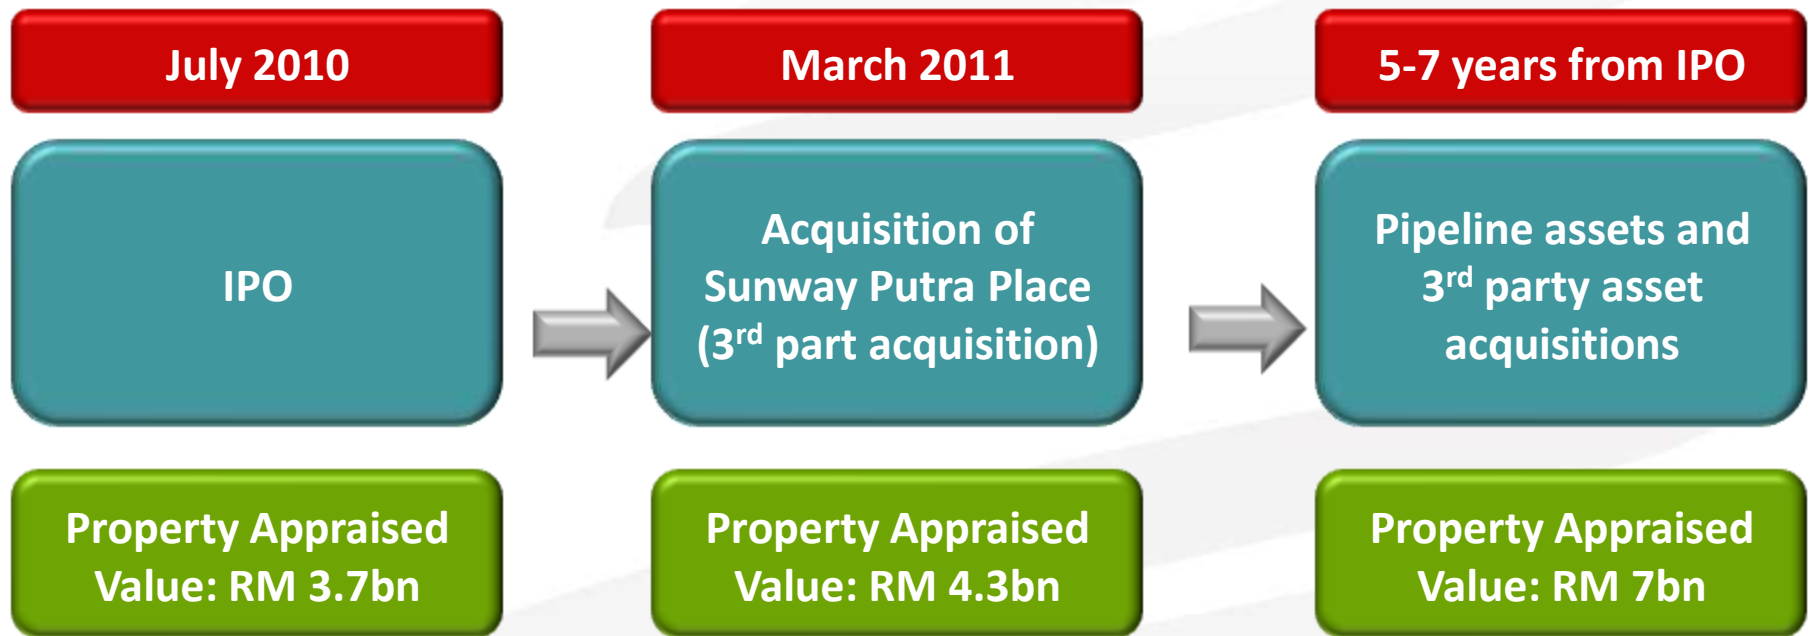 July 2010
March 2011
5-7 years from IPO
IPO
Acquisition of
Sunway Putra Place
(3rd part acquisition)
Pipeline assets and
3rd party asset
acquisitions
Property Appraised
Value: RM 3.7bn
Property Appraised
Value: RM 4.3bn
Property Appraised
Value: RM 7bn